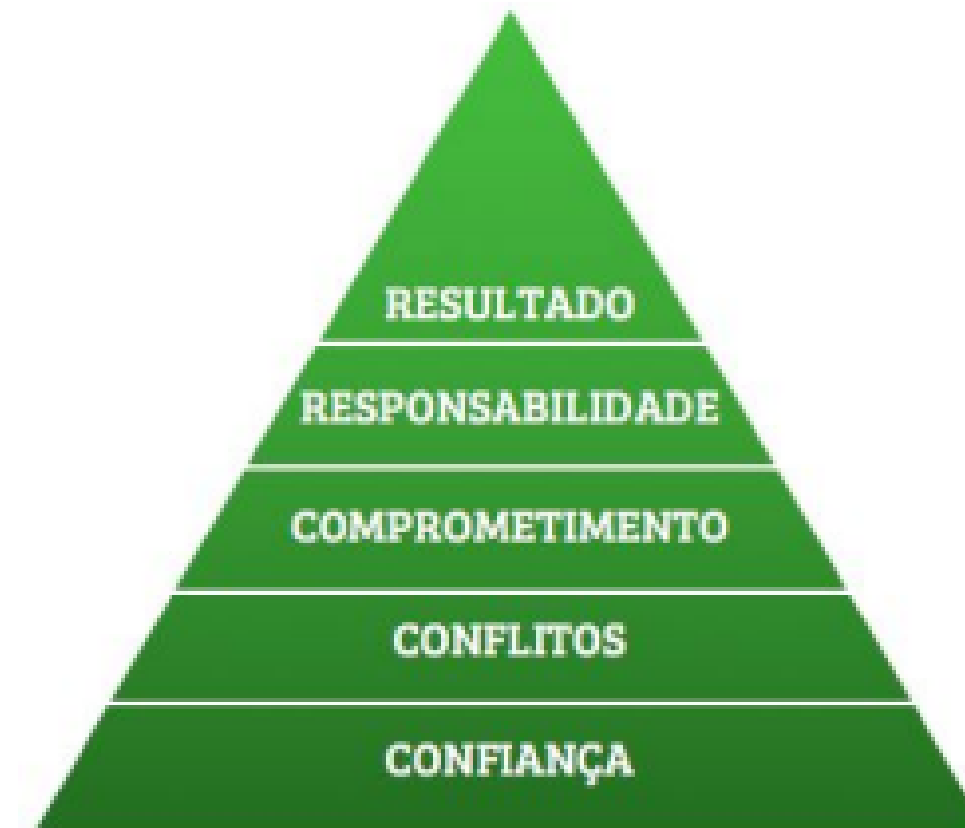 RESULTADO
RESPONSABILIDADE
COMPROMETIMENTO
CONFLITOS
CONFIANÇA